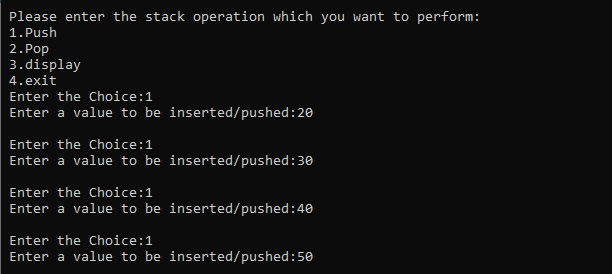 Please enter the stack operation which you want to perform:
1.Push
2.Pop
3.display
4.exit
Enter the Choice:1
Enter a value to be inserted/pushed:20
Enter the Choice:1
Enter a value to be inserted/pushed:30
Enter the Choice:1
Enter a value to be inserted/pushed:40
Enter the Choice:1
Enter a value to be inserted/pushed:50